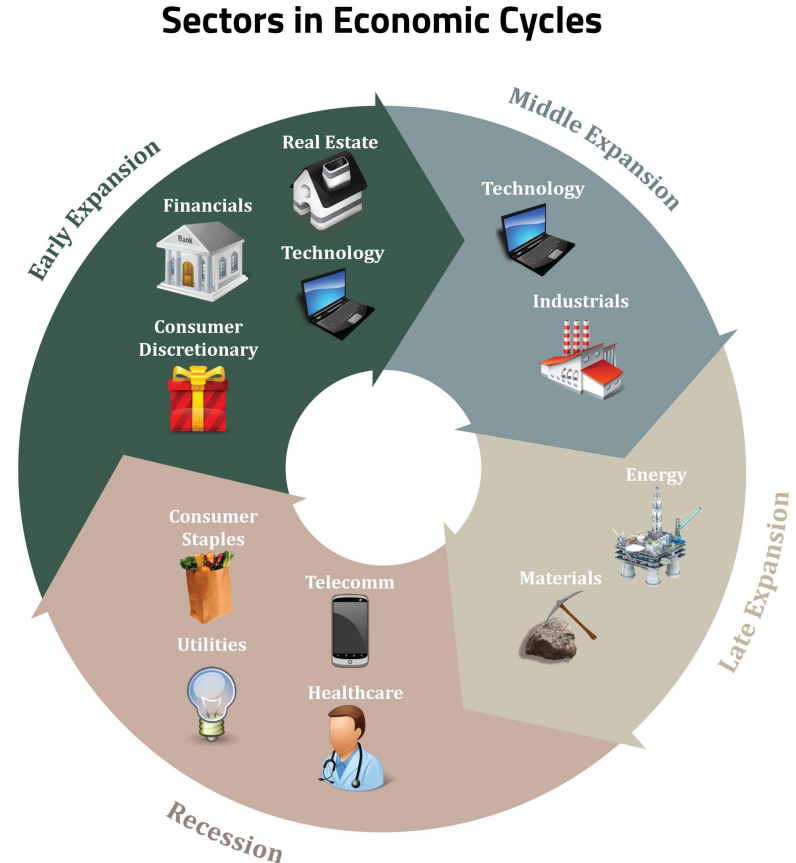 Sectors in Economic Cycles
Early Expansion
Real Estate
Financials
Technology
Consumer
Discretionary
Middle Expansion
Technology
Industrials
Late Expansion
Energy
Materials
Recession
Consumer
Staples
Telecomm
Utilities
Healthcare
Bank